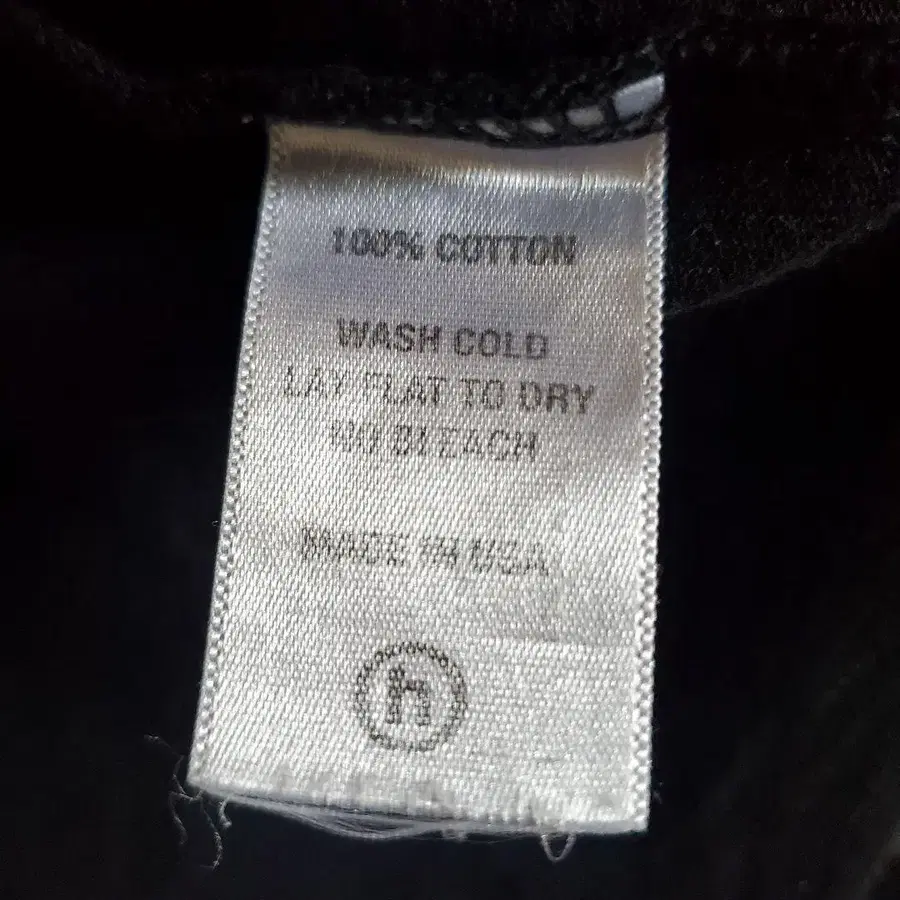 100% COTTON
WASH COLD
LAY FLAT TO DRY
NO BLEACH
MADE IN USA
h